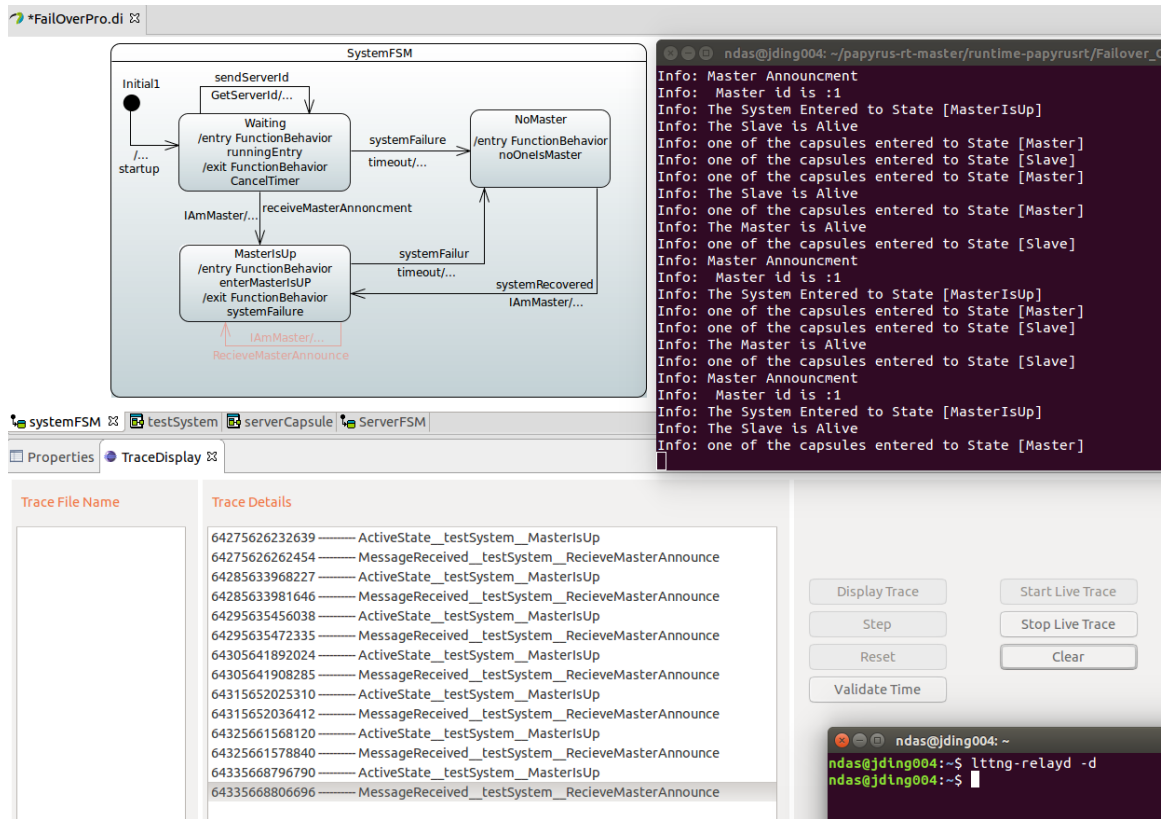 *FailOverPro.di
SystemFSM
Initial1
/...
startup
sendServerId
GetServerId/...
Waiting
/entry FunctionBehavior
runningEntry
/exit FunctionBehavior
CancelTimer
systemFailure
timeout/...
NoMaster
/entry FunctionBehavior
noOneIsMaster
IAmMaster/...
receiveMasterAnnoncment
MasterIsUp
/entry FunctionBehavior
enterMasterIsUP
/exit FunctionBehavior
systemFailure
systemFailur
timeout/...
systemRecovered
IAmMaster/...
IAmMaster/...
RecieveMasterAnnounce
ndas@jding004: ~/papyrus-rt-master/runtime-papyrusrt/Failover_
Info: Master Announcment
Info:  Master id is :1
Info: The System Entered to State [MasterIsUp]
Info: The Slave is Alive
Info: one of the capsules entered to State [Master]
Info: one of the capsules entered to State [Slave]
Info: one of the capsules entered to State [Master]
Info: The Slave is Alive
Info: one of the capsules entered to State [Master]
Info: The Master is Alive
Info: one of the capsules entered to State [Slave]
Info: Master Announcment
Info:  Master id is :1
Info: The System Entered to State [MasterIsUp]
Info: one of the capsules entered to State [Master]
Info: one of the capsules entered to State [Slave]
Info: The Master is Alive
Info: one of the capsules entered to State [Slave]
Info: Master Announcment
Info:  Master id is :1
Info: The System Entered to State [MasterIsUp]
Info: The Slave is Alive
Info: one of the capsules entered to State [Master]
systemFSM testSystem serverCapsule ServerFSM
Properties TraceDisplay
Trace File Name
Trace Details
64275626232639 ---------- ActiveState__testSystem__MasterIsUp
64275626262454 ---------- MessageReceived__testSystem__RecieveMasterAnnounce
64285633968227 ---------- ActiveState__testSystem__MasterIsUp
64285633981646 ---------- MessageReceived__testSystem__RecieveMasterAnnounce
64295635456038 ---------- ActiveState__testSystem__MasterIsUp
64295635472335 ---------- MessageReceived__testSystem__RecieveMasterAnnounce
64305641892024 ---------- ActiveState__testSystem__MasterIsUp
64305641908285 ---------- MessageReceived__testSystem__RecieveMasterAnnounce
64315652025310 ---------- ActiveState__testSystem__MasterIsUp
64315652036412 ---------- MessageReceived__testSystem__RecieveMasterAnnounce
64325661568120 ---------- ActiveState__testSystem__MasterIsUp
64325661578840 ---------- MessageReceived__testSystem__RecieveMasterAnnounce
64335668796790 ---------- ActiveState__testSystem__MasterIsUp
64335668806696 ---------- MessageReceived__testSystem__RecieveMasterAnnounce
Display Trace Start Live Trace
Step Stop Live Trace
Reset Clear
Validate Time
ndas@jding004: ~
ndas@jding004:~$ lttng-relayd -d
ndas@jding004:~$